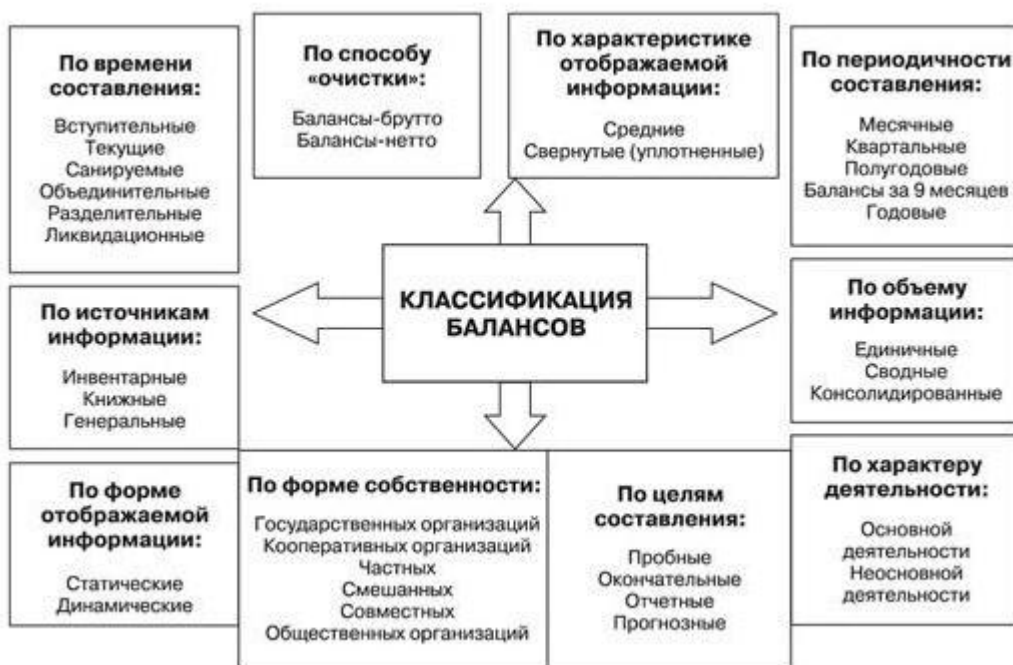 По времени
составления:
Вступительные
Текущие
Санируемые
Объединительные
Разделительные
Ликвидационные
По способу
«очистки»:
Балансы-брутто
Балансы-нетто
По характеристике
отображаемой
информации:
Средние
Свернутые (уплотненные)
По периодичности
составления:
Месячные
Квартальные
Полугодовые
Балансы за 9 месяцев
Годовые
КЛАССИФИКАЦИЯ
БАЛАНСОВ
По источникам
информации:
Инвентарные
Книжные
Генеральные
По объему
информации:
Единичные
Сводные
Консолидированные
По форме
отображаемой
информации:
Статические
Динамические
По форме собственности:
Государственных организаций
Кооперативных организаций
Частных
Смешанных
Совместных
Общественных организаций
По целям
составления:
Пробные
Окончательные
Отчетные
Прогнозные
По характеру
деятельности:
Основной
деятельности
Неосновной
деятельности